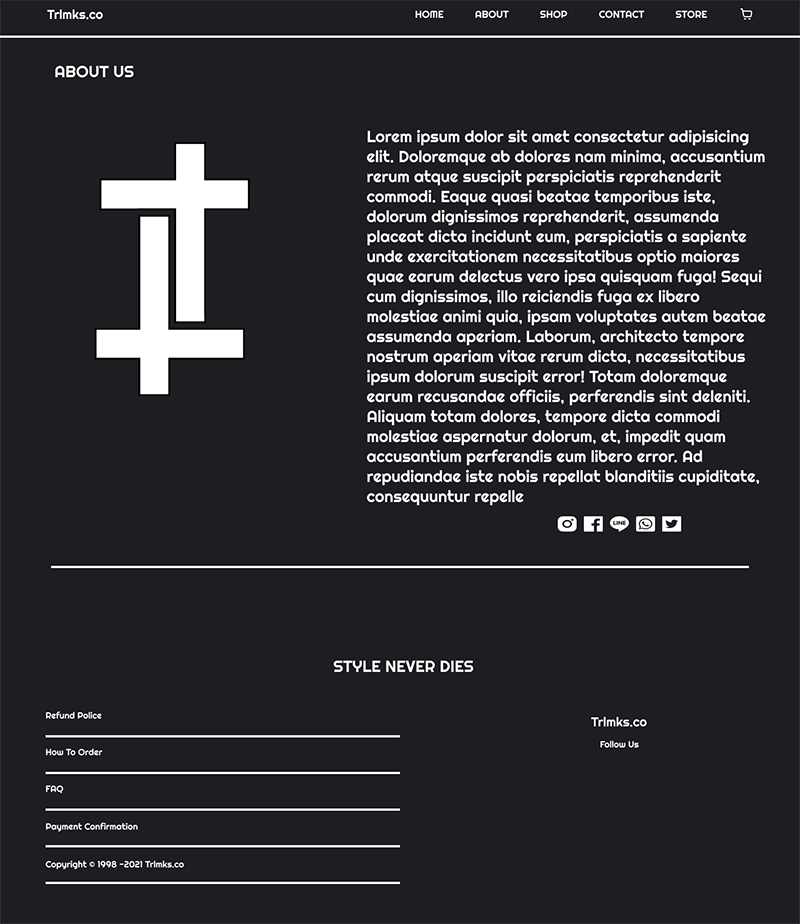 Trlmks.co
HOME ABOUT SHOP CONTACT STORE
ABOUT US
Lorem ipsum dolor sit amet consectetur adipisicing
elit. Doloremque ab dolores nam minima, accusantium
rerum atque suscipit perspiciatis reprehenderit
commodi. Eaque quasi beatae temporibus iste,
dolorum dignissimos reprehenderit, assumenda
placeat dicta incidunt eum, perspiciatis a sapiente
unde exercitationem necessitatibus optio maiores
quae earum delectus vero ipsa quisquam fuga! Sequi
cum dignissimos, illo reiciendis fuga ex libero
molestiae animi quia, ipsam voluptates autem beatae
assumenda aperiam. Laborum, architecto tempore
nostrum aperiam vitae rerum dicta, necessitatibus
ipsum dolorum suscipit error! Totam doloremque
earum recusandae officiis, perferendis sint deleniti.
Aliquam totam dolores, tempore dicta commodi
molestiae aspernatur dolorum, et, impedit quam
accusantium perferendis eum libero error. Ad
repudiandae iste nobis repellat blanditiis cupiditate,
consequuntur repelle
LINE
STYLE NEVER DIES
Refund Police
How To Order
FAQ
Payment Confirmation
Copyright © 1998 -2021 Trlmks.co
Trlmks.co
Follow Us